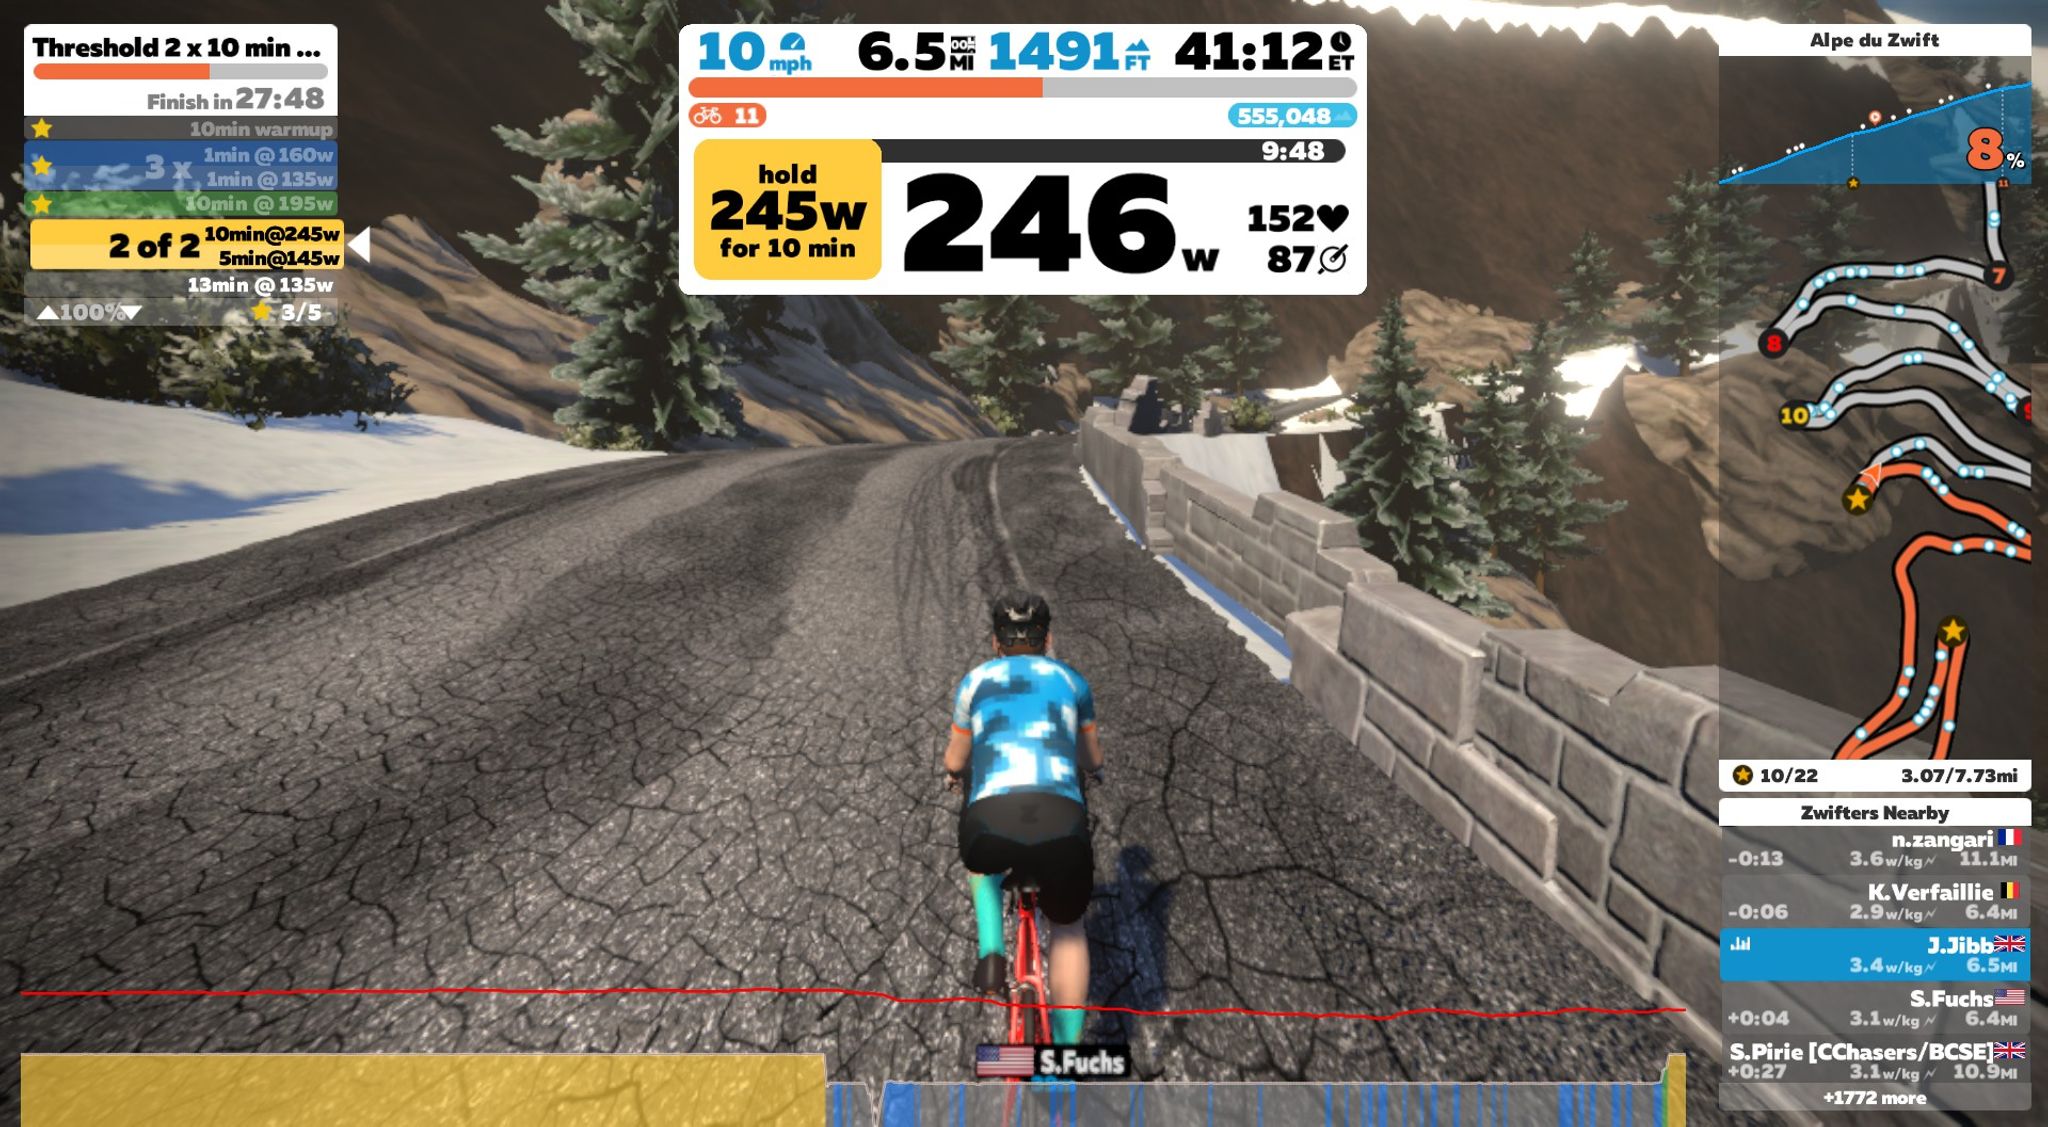 Threshold 2 x 10 min ...
Finish in 27:48
10min warmup
3 x 1min @ 160w
1min @ 135w
10min @ 195w
2 of 2 10min@245w
5min@145w
13min @ 135w
100% 3/5
10 mph 6.5 MI 1491 FT 41:12 ET
11 555,048
9:48
hold
245w
for 10 min
246 w
152
87
Alpe du Zwift
8%
11
7
8
9
10
10/22 3.07/7.73mi
Zwifters Nearby
n.zangari
-0:13 3.6 w/kg 11.1 MI
K.Verfaillie
-0:06 2.9 w/kg 6.4 MI
J.Jibb
3.4 w/kg 6.5 MI
S.Fuchs
+0:04 3.1 w/kg 6.4 MI
S.Pirie [CChasers/BCSE]
+0:27 3.1 w/kg 10.9 MI
+1772 more
S.Fuchs